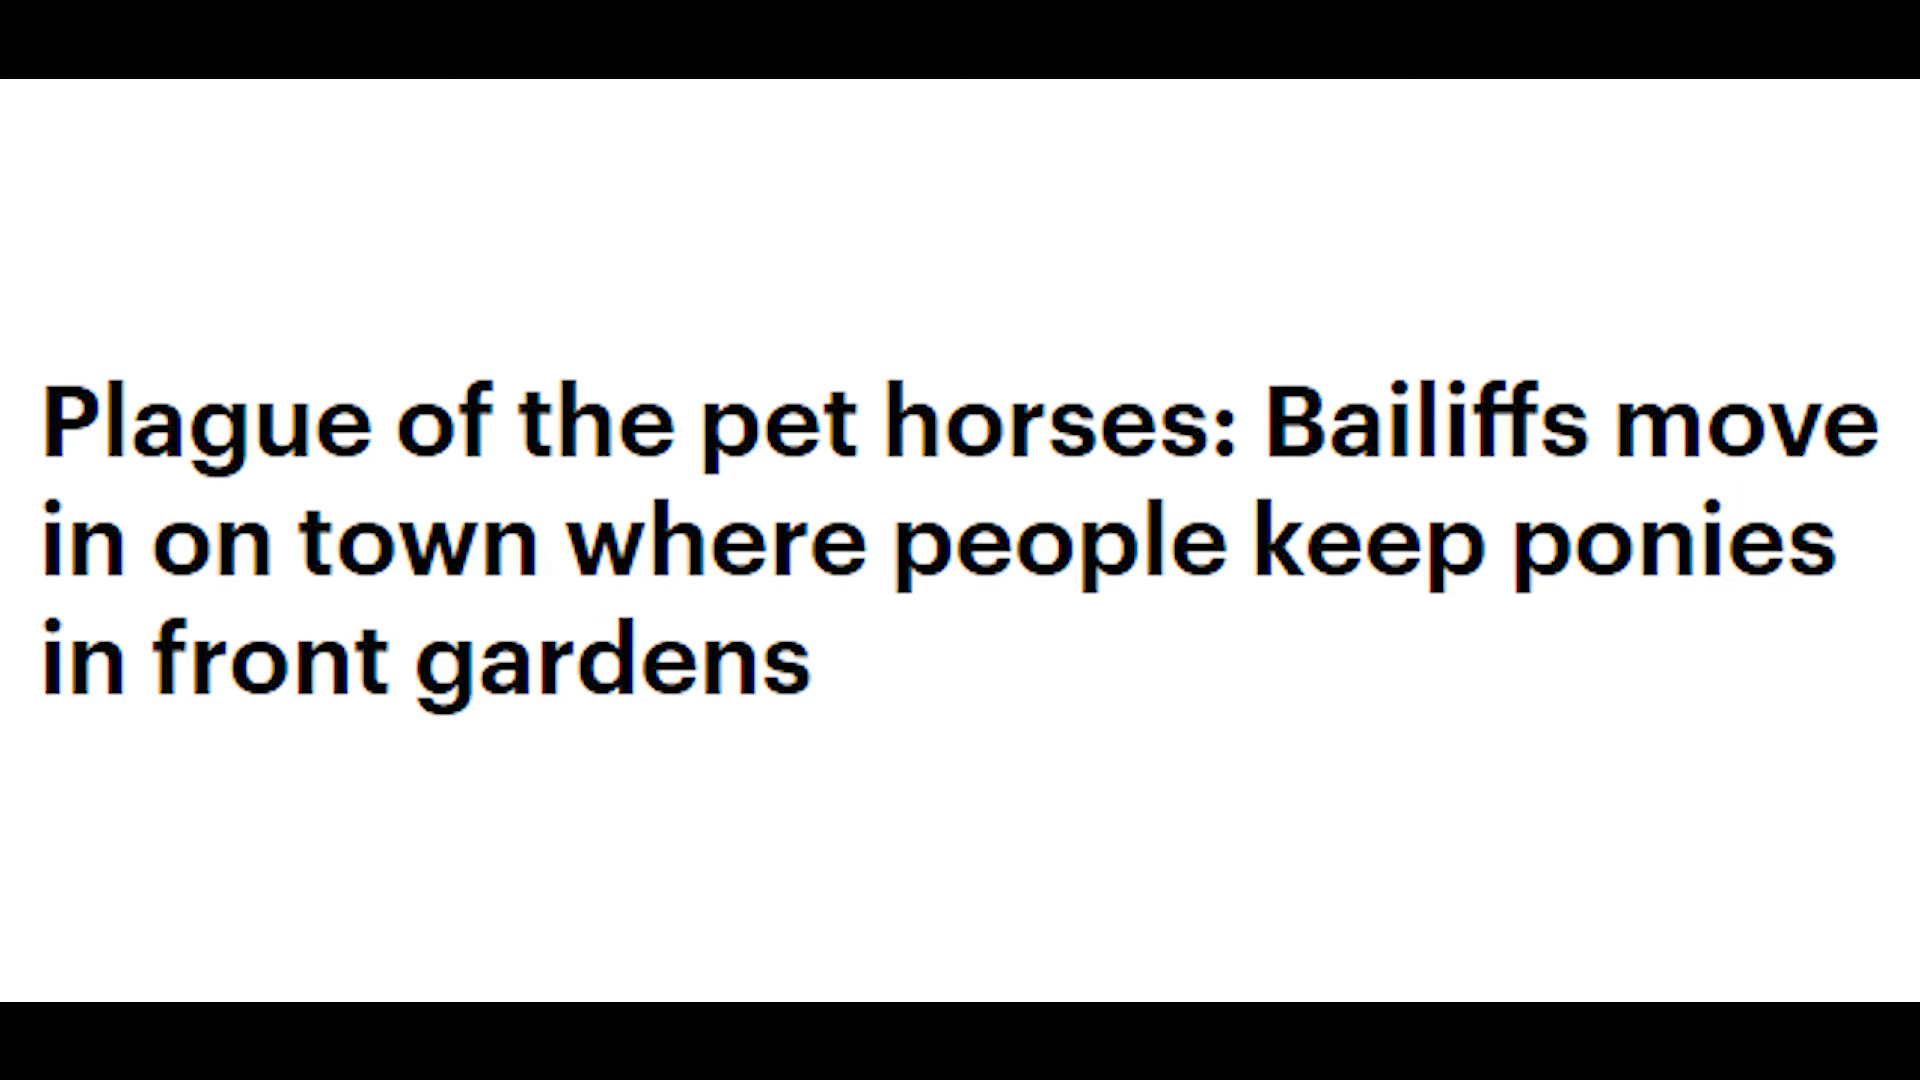 Plague of the pet horses: Bailiffs move
in on town where people keep ponies
in front gardens